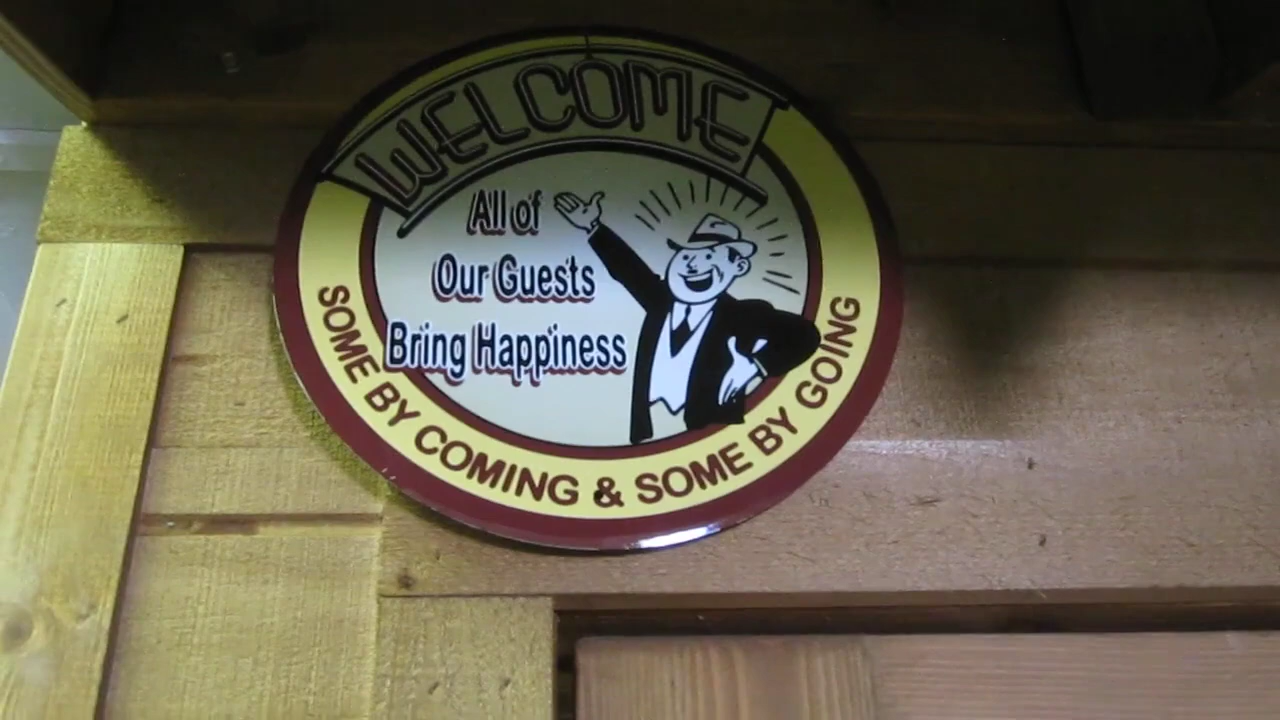 WELCOME
All of
Our Guests
Bring Happiness
SOME BY COMING & SOME BY GOING